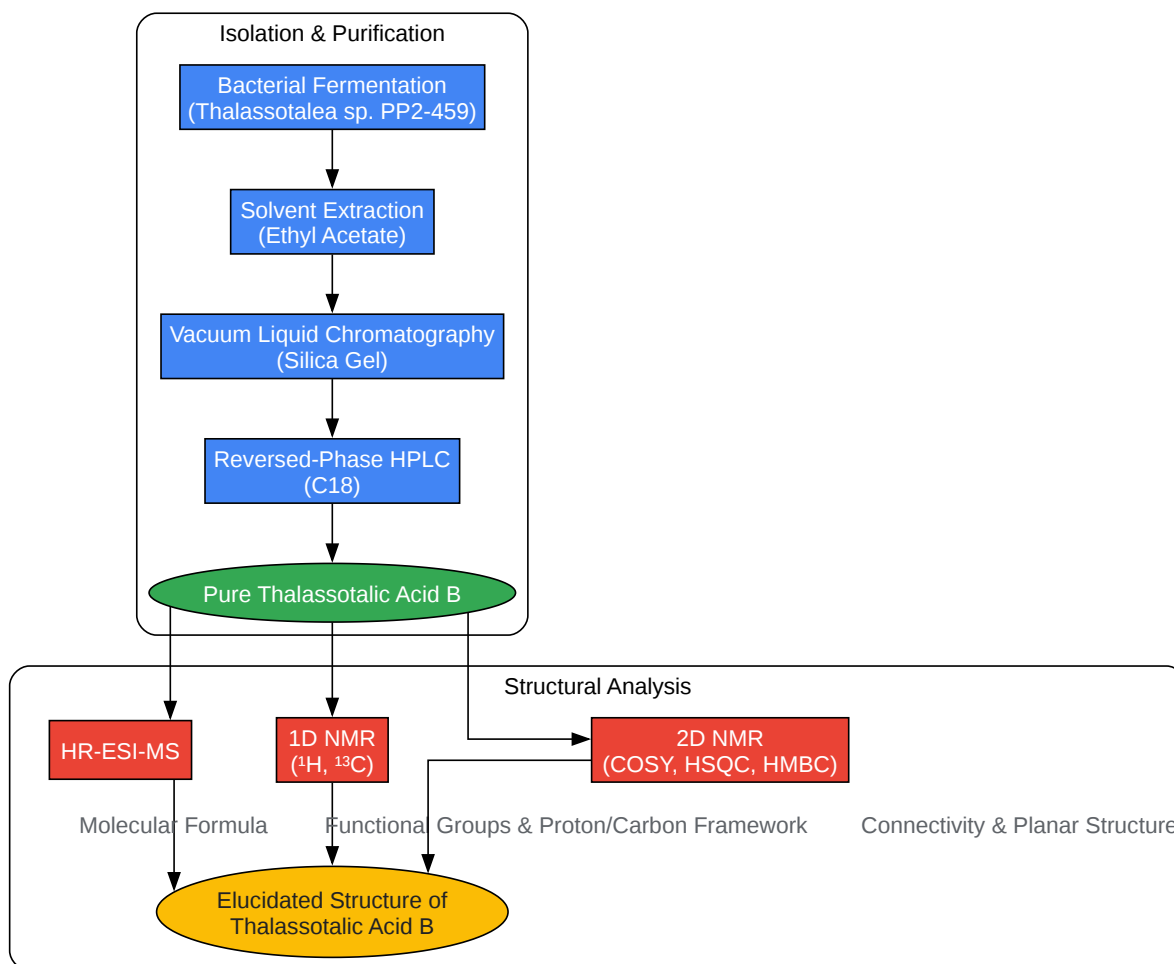 Isolation & Purification
Bacterial Fermentation
(Thalassotalea sp. PP2-459)
Solvent Extraction
(Ethyl Acetate)
Vacuum Liquid Chromatography
(Silica Gel)
Reversed-Phase HPLC
(C18)
Pure Thalassotalic Acid B
Structural Analysis
HR-ESI-MS
1D NMR
(¹H, ¹³C)
2D NMR
(COSY, HSQC, HMBC)
Molecular Formula
Functional Groups & Proton/Carbon Framework
Connectivity & Planar Structure
Elucidated Structure of
Thalassotalic Acid B